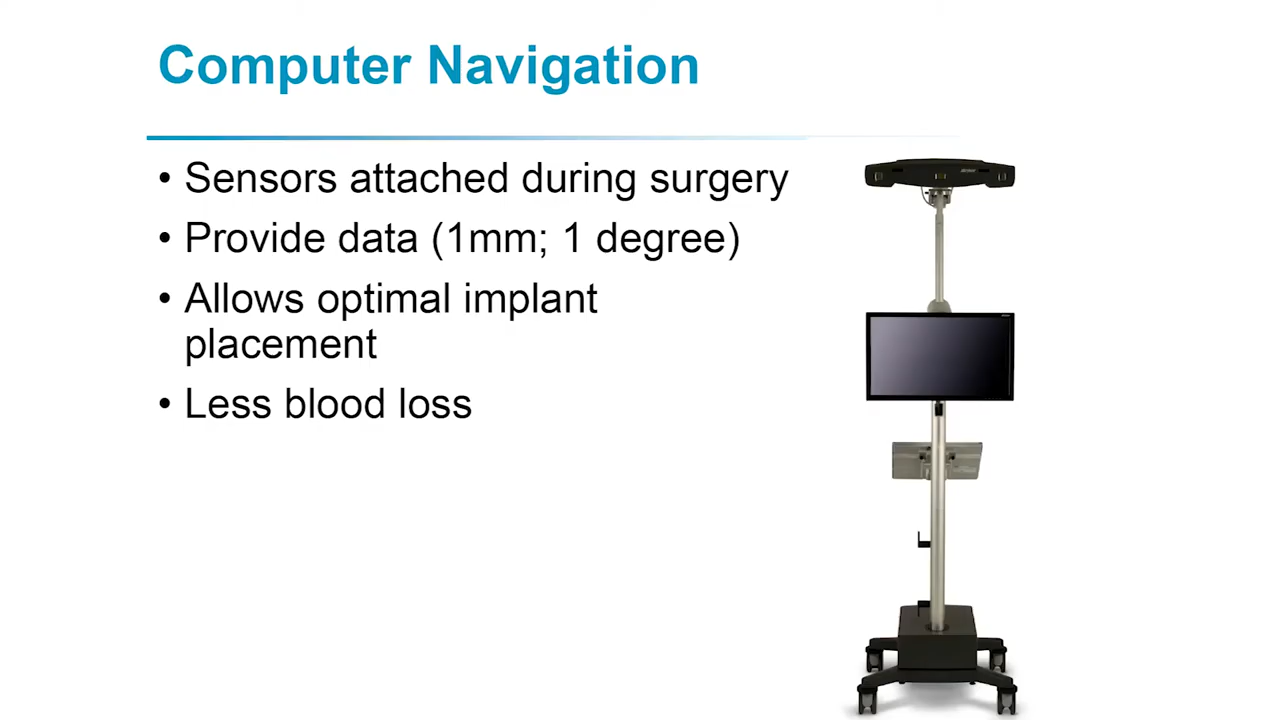 Computer Navigation
• Sensors attached during surgery
• Provide data (1mm; 1 degree)
• Allows optimal implant
placement
• Less blood loss